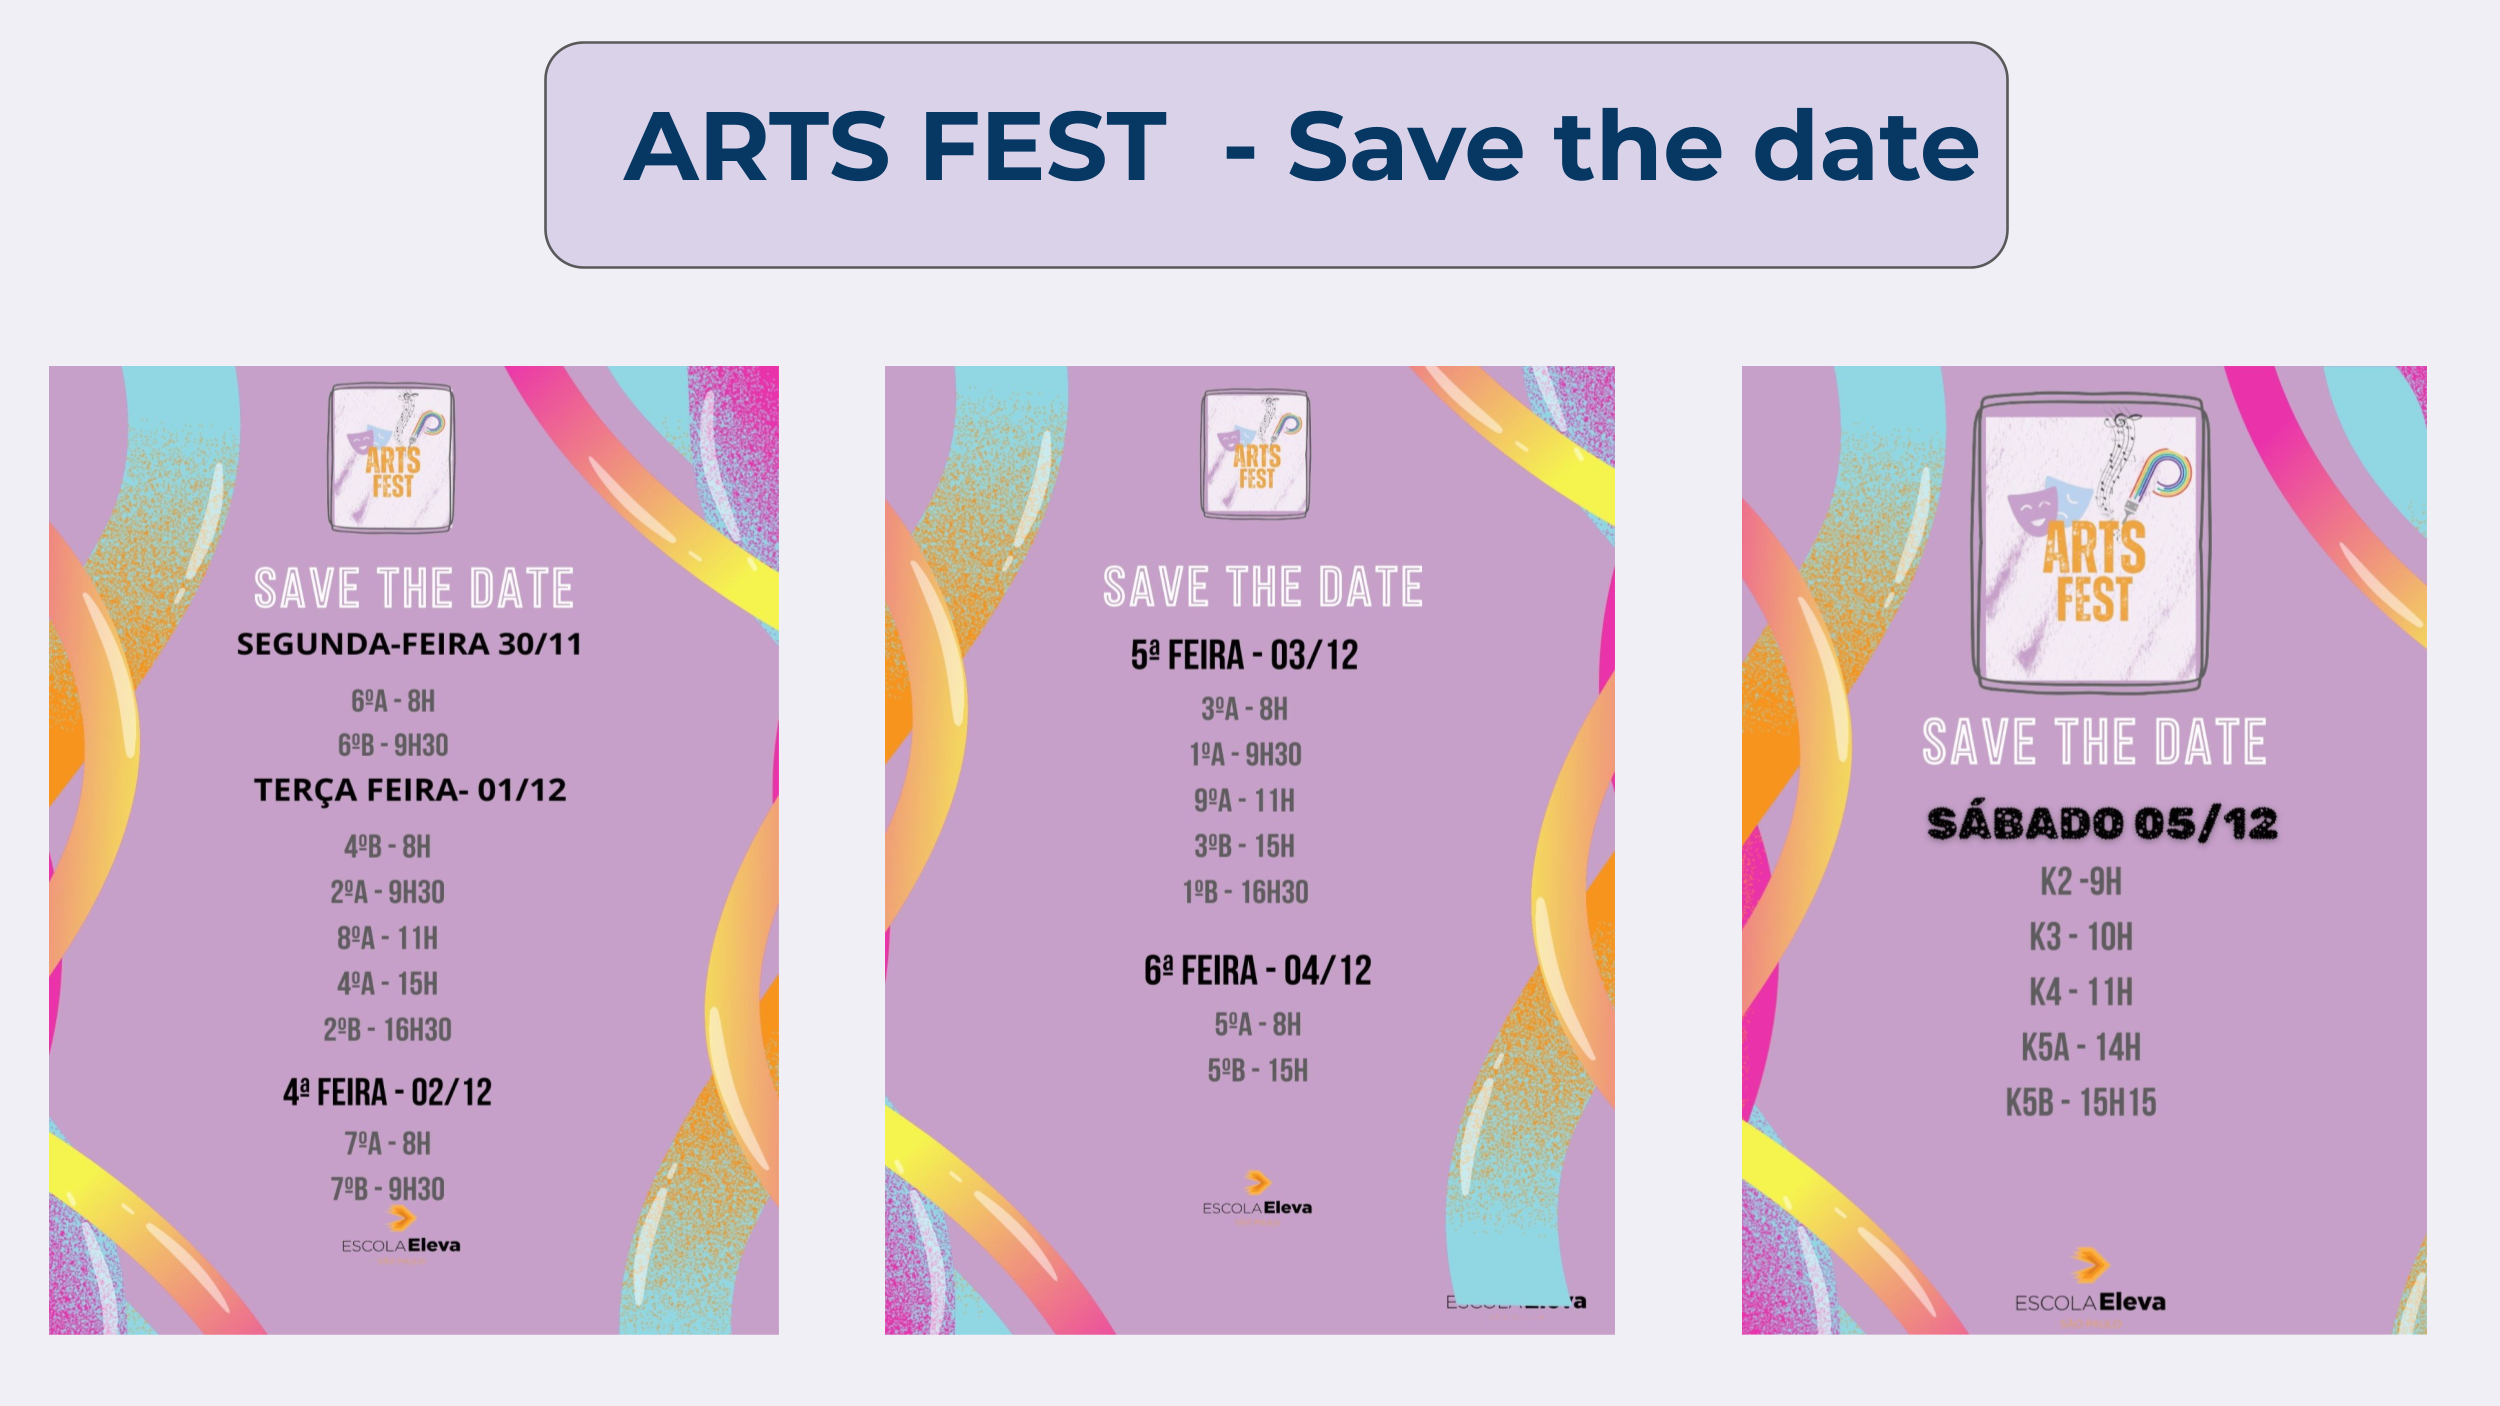 ARTS FEST  - Save the date
ARTS
FEST
SAVE THE DATE
SEGUNDA-FEIRA 30/11
6ºA - 8H
6ºB - 9H30
TERÇA FEIRA- 01/12
4ºB - 8H
2ºA - 9H30
8ºA - 11H
4ºA - 15H
2ºB - 16H30
4ª FEIRA - 02/12
7ºA - 8H
7ºB - 9H30
ESCOLA Eleva
ARTS
FEST
SAVE THE DATE
5ª FEIRA - 03/12
3ºA - 8H
1ºA - 9H30
9ºA - 11H
3ºB - 15H
1ºB - 16H30
6ª FEIRA - 04/12
5ºA - 8H
5ºB - 15H
ESCOLA Eleva
ARTS
FEST
SAVE THE DATE
SÁBADO 05/12
K2 -9H
K3 - 10H
K4 - 11H
K5A - 14H
K5B - 15H15
ESCOLA Eleva